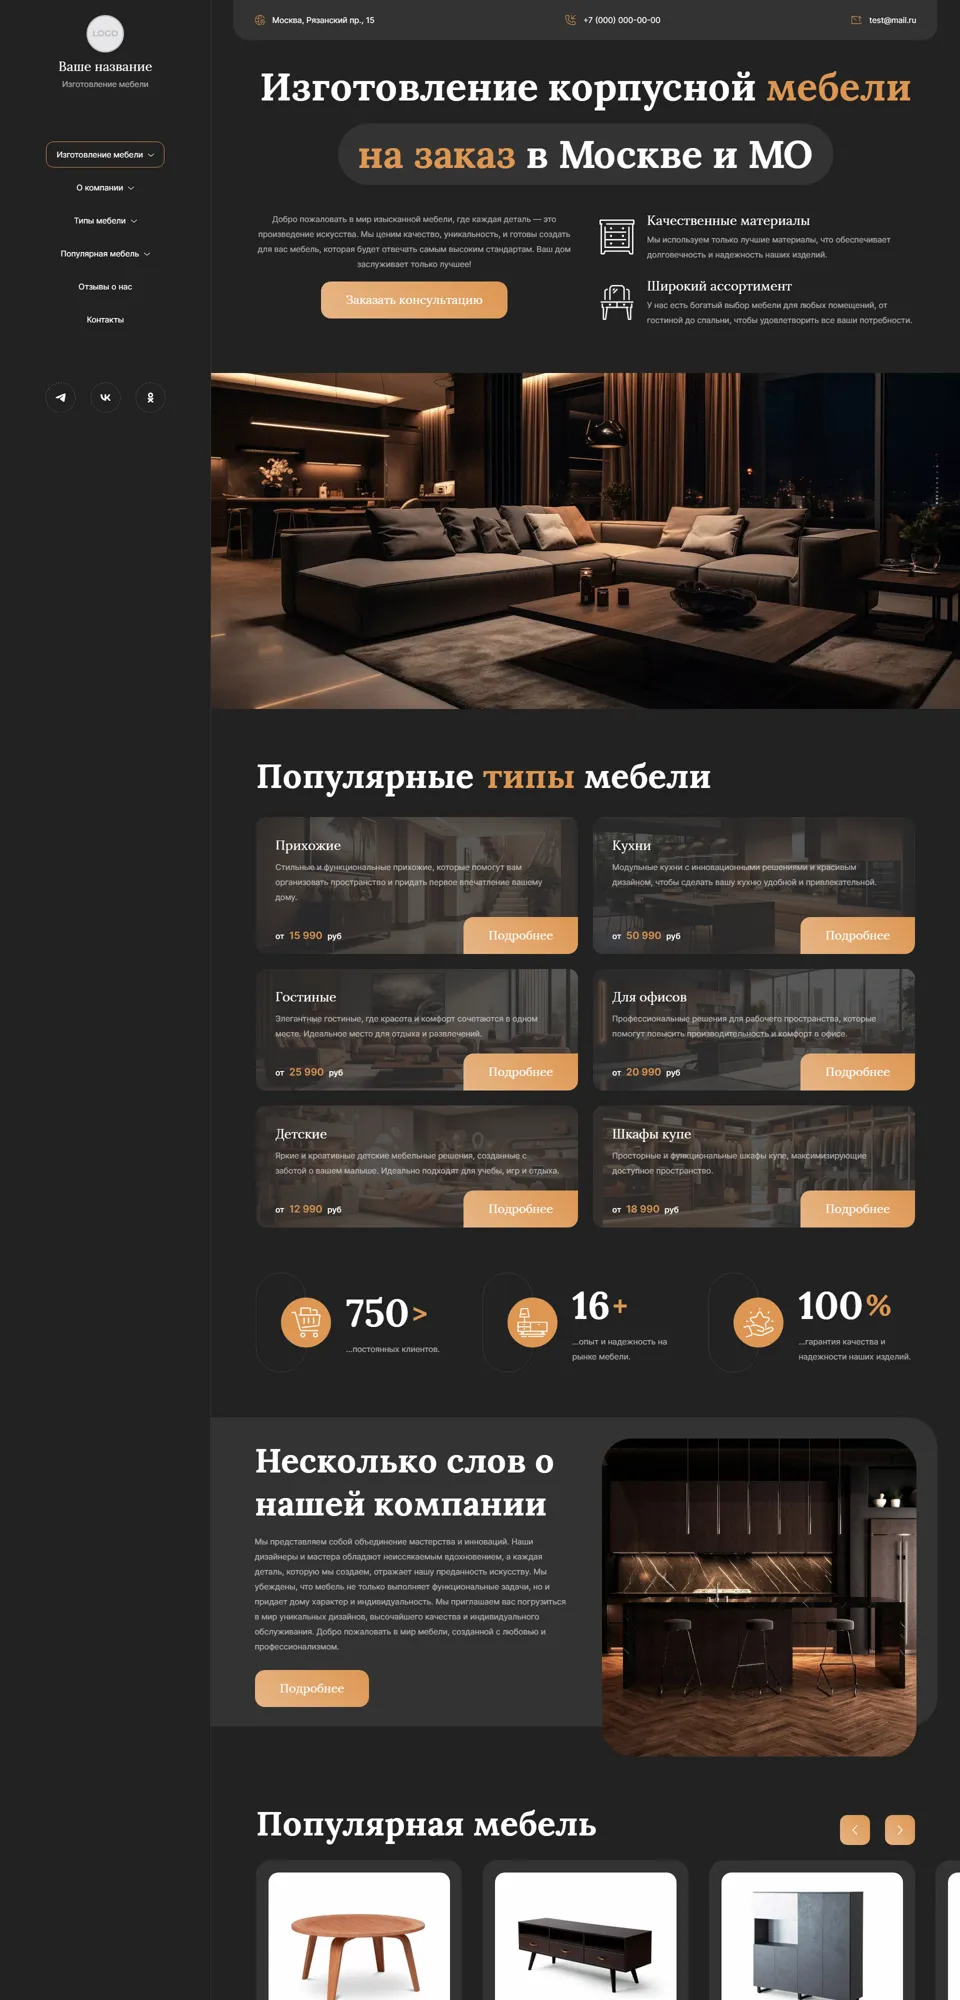 LOGO
Ваше название
Изготовление мебели
Изготовление мебели
О компании
Типы мебели
Популярная мебель
Отзывы о нас
Контакты
Москва, Рязанский пр., 15
+7 (000) 000-00-00
test@mail.ru
Изготовление корпусной мебели
на заказ в Москве и МО
Добро пожаловать в мир изысканной мебели, где каждая деталь — это
произведение искусства. Мы ценим качество, уникальность, и готовы создать
для вас мебель, которая будет отвечать самым высоким стандартам. Ваш дом
заслуживает только лучшее!
Заказать консультацию
Качественные материалы
Мы используем только лучшие материалы, что обеспечивает
долговечность и надежность наших изделий.
Широкий ассортимент
У нас есть богатый выбор мебели для любых помещений, от
гостиной до спальни, чтобы удовлетворить все ваши потребности.
Популярные типы мебели
Прихожие
Стильные и функциональные прихожие, которые помогут вам
организовать пространство и придать первое впечатление вашему
дому.
от 15 990 руб
Подробнее
Кухни
Модульные кухни с инновационными решениями и красивым
дизайном, чтобы сделать вашу кухню удобной и привлекательной.
от 50 990 руб
Подробнее
Гостиные
Элегантные гостиные, где красота и комфорт сочетаются в одном
месте. Идеальное место для отдыха и развлечений.
от 25 990 руб
Подробнее
Для офисов
Профессиональные решения для рабочего пространства, которые
помогут повысить производительность и комфорт в офисе.
от 20 990 руб
Подробнее
Детские
Яркие и креативные детские мебельные решения, созданные с
заботой о вашем малыше. Идеально подходят для учебы, игр и отдыха.
от 12 990 руб
Подробнее
Шкафы купе
Просторные и функциональные шкафы купе, максимизирующие
доступное пространство.
от 18 990 руб
Подробнее
750>
...постоянных клиентов.
16+
...опыт и надежность на
рынке мебели.
100%
...гарантия качества и
надежности наших изделий.
Несколько слов о
нашей компании
Мы представляем собой объединение мастерства и инноваций. Наши
дизайнеры и мастера обладают неиссякаемым вдохновением, а каждая
деталь, которую мы создаем, отражает нашу преданность искусству. Мы
убеждены, что мебель не только выполняет функциональные задачи, но и
придает дому характер и индивидуальность. Мы приглашаем вас погрузиться
в мир уникальных дизайнов, высочайшего качества и индивидуального
обслуживания. Добро пожаловать в мир мебели, созданной с любовью и
профессионализмом.
Подробнее
Популярная мебель